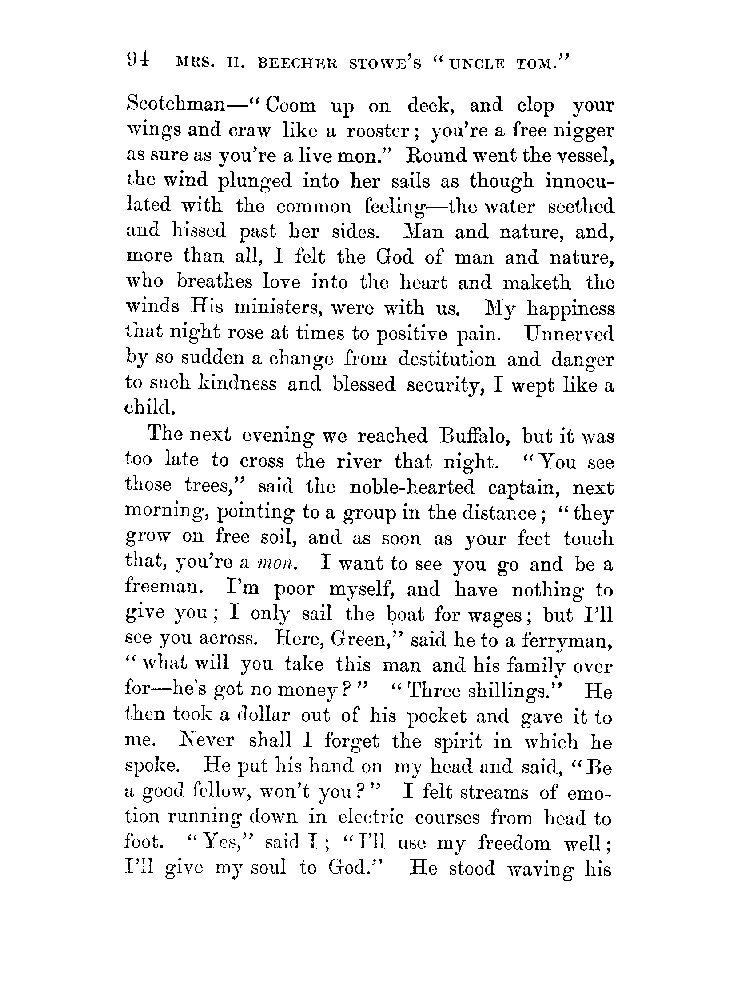 94 MRS. H. BEECHER STOWE'S "UNCLE TOM."
Scotchman—"Coom up on deck, and clop your
wings and craw like a rooster; you're a free nigger
as sure as you're a live mon." Round went the vessel,
the wind plunged into her sails as though innocu-
lated with the common feeling—the water seethed
and hissed past her sides. Man and nature, and,
more than all, I felt the God of man and nature,
who breathes love into the heart and maketh the
winds His ministers, were with us. My happiness
that night rose at times to positive pain. Unnerved
by so sudden a change from destitution and danger
to such kindness and blessed security, I wept like a
child.
The next evening we reached Buffalo, but it was
too late to cross the river that night. "You see
those trees," said the noble-hearted captain, next
morning, pointing to a group in the distance; "they
grow on free soil, and as soon as your feet touch
that, you're a mon. I want to see you go and be a
freeman. I'm poor myself, and have nothing to
give you; I only sail the boat for wages; but I'll
see you across. Here, Green," said he to a ferryman,
"what will you take this man and his family over
for—he's got no money?" "Three shillings." He
then took a dollar out of his pocket and gave it to
me. Never shall I forget the spirit in which he
spoke. He put his hand on my head and said, "Be
a good fellow, won't you?" I felt streams of emo-
tion running down in electric courses from head to
foot. "Yes," said I; "I'll use my freedom well;
I'll give my soul to God." He stood waving his